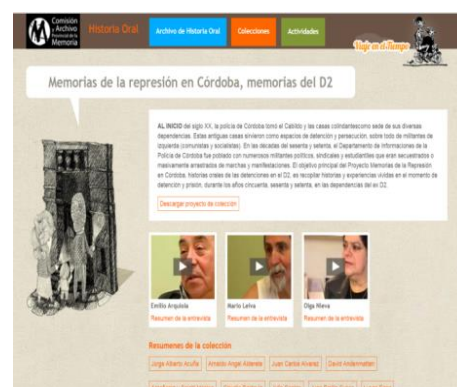 Comisión
y Archivo
Provincial de la
Memoria
Historia Oral
Archivo de Historia Oral
Colecciones
Actividades
Viaje en el Tiempo
Memorias de la represión en Córdoba, memorias del D2
AL INICIO del siglo XX, la policía de Córdoba tomó el Cabildo y las casas colindantescomo sede de sus diversas
dependencias. Estas antiguas casas sirvieron como espacios de detención y persecución, sobre todo de militantes de
izquierda (comunistas y socialistas). En las décadas del sesenta y setenta, el Departamento de Informaciones de la
Policía de Córdoba fue poblado con numerosos militantes políticos, sindicales y estudiantiles que eran secuestrados o
masivamente arrestados de marchas y manifestaciones. El objetivo principal del Proyecto Memorias de la Represión
en Córdoba, historias orales de las detenciones en el D2, es recopilar historias y experiencias vividas en el momento de
detención y prisión, durante los años cincuenta, sesenta y setenta, en las dependencias del ex D2.
Descargar proyecto de colección
Emilio Arquiola
Mario Leiva
Olga Nieva
Resumen de la entrevista
Resumen de la entrevista
Resumen de la entrevista
Resumenes de la colección
Jorge Alberto Acuña
Arnaldo Angel Alderete
Juan Carlos Alvarez
David Andenmatten